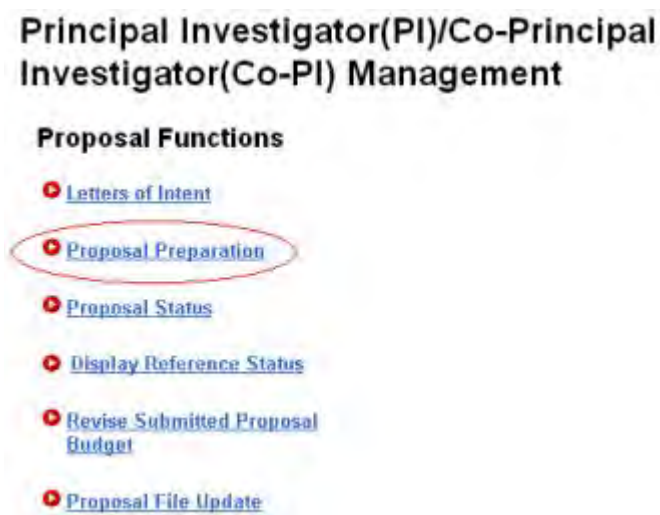 Principal Investigator(PI)/Co-Principal
Investigator(Co-PI) Management
Proposal Functions
Letters of Intent
Proposal Preparation
Proposal Status
Display Reference Status
Revise Submitted Proposal
Budget
Proposal File Update